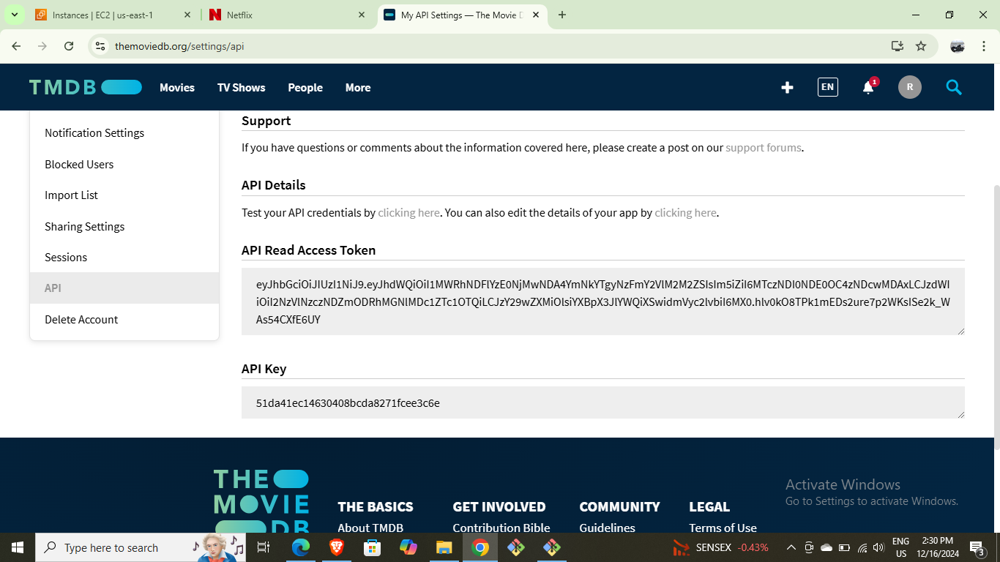 Instances | EC2 | us-east-1
Netflix
My API Settings — The Movie D
themoviedb.org/settings/api
TMDB
Movies
TV Shows
People
More
EN
1
R
Notification Settings
Blocked Users
Import List
Sharing Settings
Sessions
API
Delete Account
Support
If you have questions or comments about the information covered here, please create a post on our support forums.
API Details
Test your API credentials by clicking here. You can also edit the details of your app by clicking here.
API Read Access Token
API Key
51da41ec14630408bcda8271fcee3c6e
THE
MOVIE
DB
THE BASICS
About TMDB
GET INVOLVED
Contribution Bible
COMMUNITY
Guidelines
LEGAL
Terms of Use
Activate Windows
Go to Settings to activate Windows.
Type here to search
SENSEX -0.43%
ENG
US
2:30 PM
12/16/2024
3